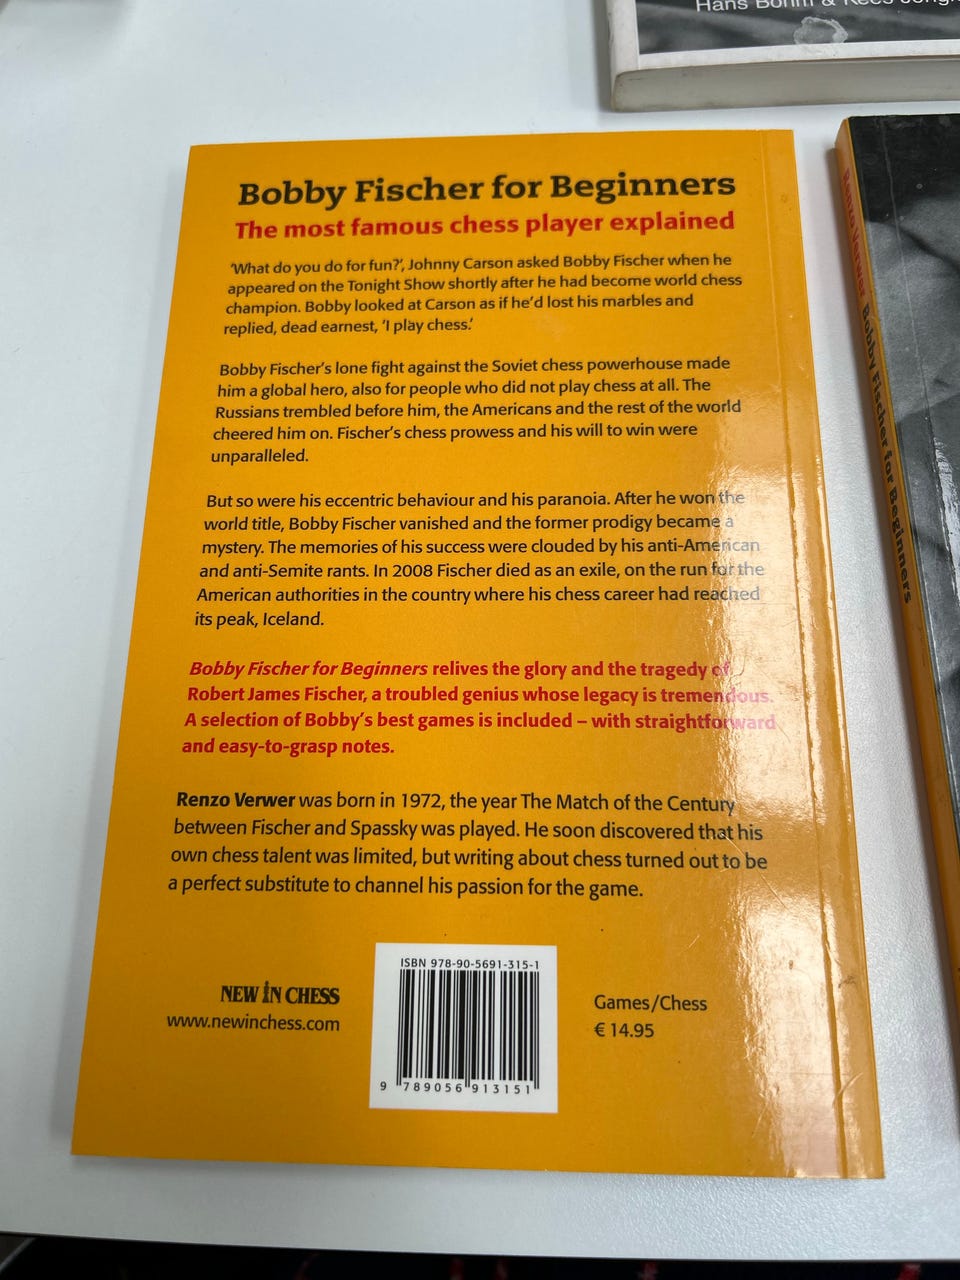 Hans Böhm & Kees
Bobby Fischer for Beginners
The most famous chess player explained
'What do you do for fun?', Johnny Carson asked Bobby Fischer when he
appeared on the Tonight Show shortly after he had become world chess
champion. Bobby looked at Carson as if he'd lost his marbles and
replied, dead earnest, 'I play chess.'
Bobby Fischer's lone fight against the Soviet chess powerhouse made
him a global hero, also for people who did not play chess at all. The
Russians trembled before him, the Americans and the rest of the world
cheered him on. Fischer's chess prowess and his will to win were
unparalleled.
But so were his eccentric behaviour and his paranoia. After he won the
world title, Bobby Fischer vanished and the former prodigy became a
mystery. The memories of his success were clouded by his anti-American
and anti-Semite rants. In 2008 Fischer died as an exile, on the run for the
American authorities in the country where his chess career had reached
its peak, Iceland.
Bobby Fischer for Beginners relives the glory and the tragedy of
Robert James Fischer, a troubled genius whose legacy is tremendous.
A selection of Bobby's best games is included – with straightforward
and easy-to-grasp notes.
Renzo Verwer was born in 1972, the year The Match of the Century
between Fischer and Spassky was played. He soon discovered that his
own chess talent was limited, but writing about chess turned out to be
a perfect substitute to channel his passion for the game.
NEW IN CHESS
www.newinchess.com
ISBN 978-90-5691-315-1
9 789056 913151
Games/Chess
€ 14.95
Renzo Verwer Bobby Fischer for Beginners